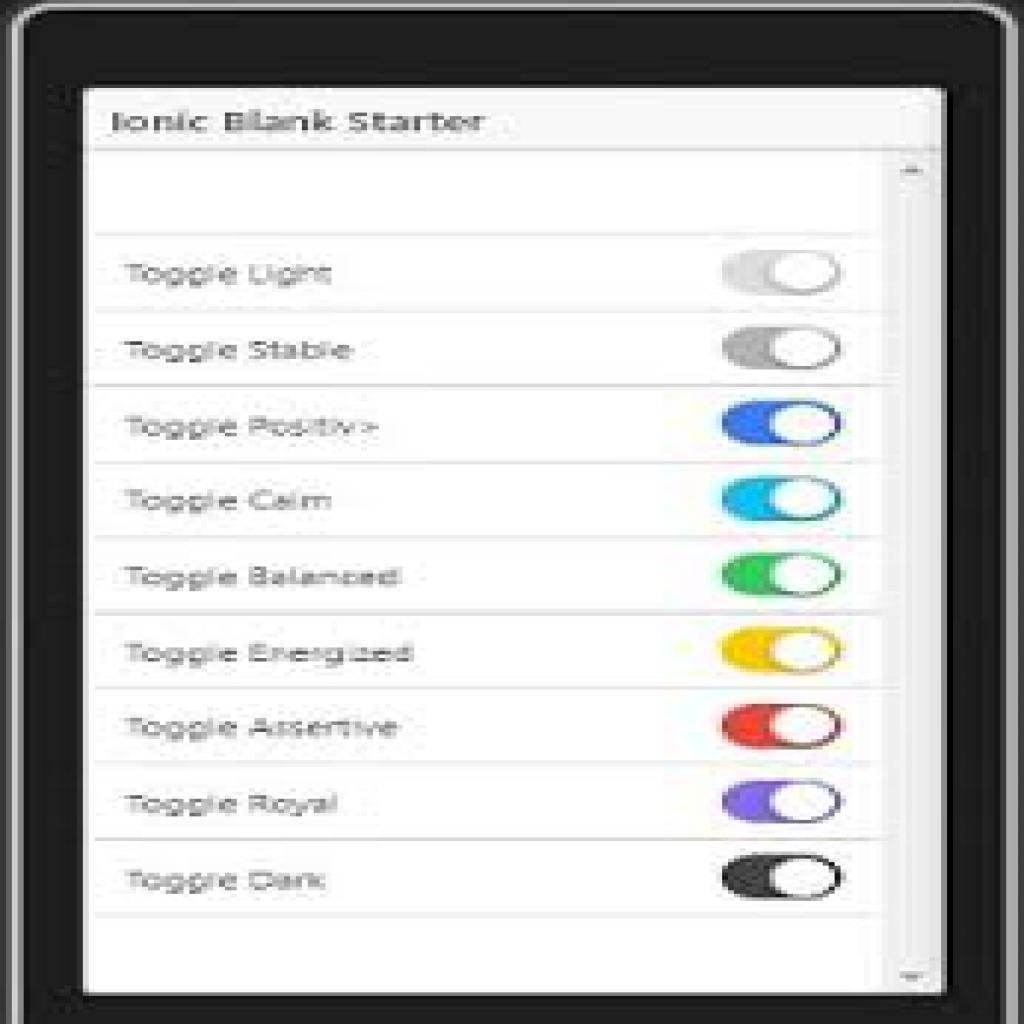 Ionic Blank Starter
Toggle Light
Toggle Stable
Toggle Positiv>
Toggle Calm
Toggle Balanced
Toggle Energized
Toggle Assertive
Toggle Royal
Toggle Dark